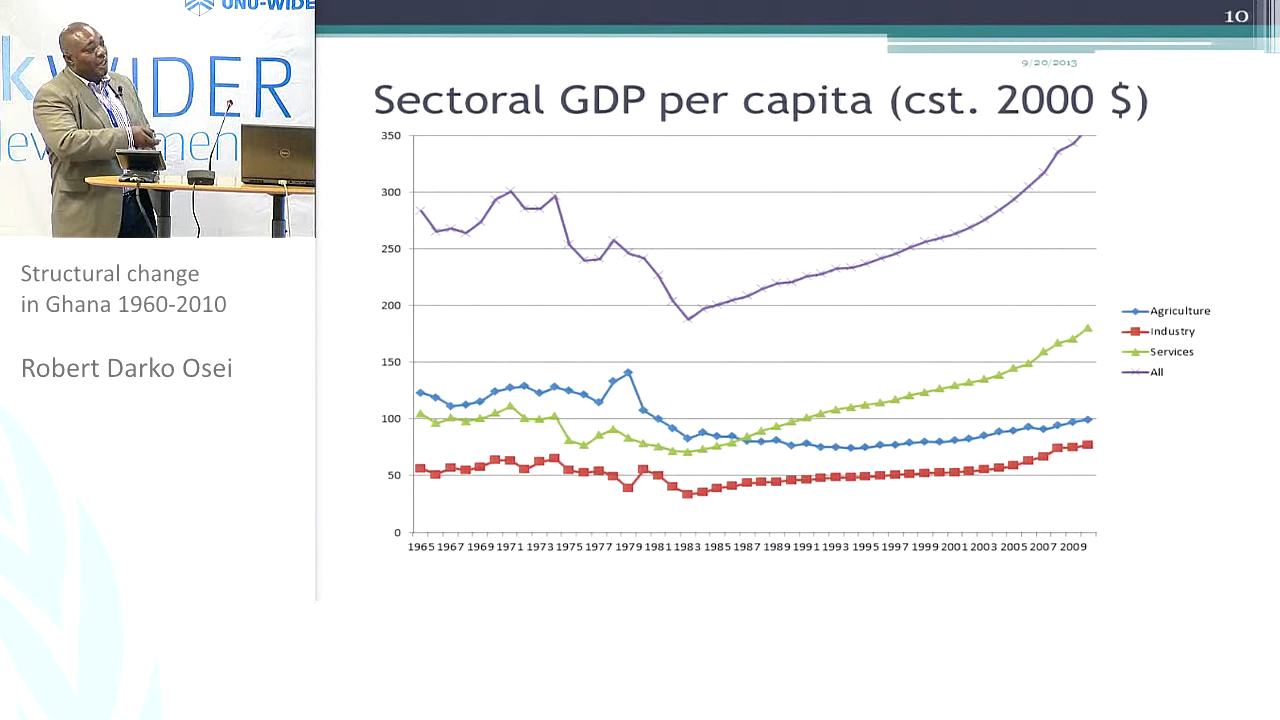 UNU-WIDER
k WIDER
10
9/20/2013
Sectoral GDP per capita (cst. 2000 $)
350
300
250
200
150
100
50
0
1965 1967 1969 1971 1973 1975 1977 1979 1981 1983 1985 1987 1989 1991 1993 1995 1997 1999 2001 2003 2005 2007 2009
Agriculture
Industry
Services
All
Structural change
in Ghana 1960-2010
Robert Darko Osei